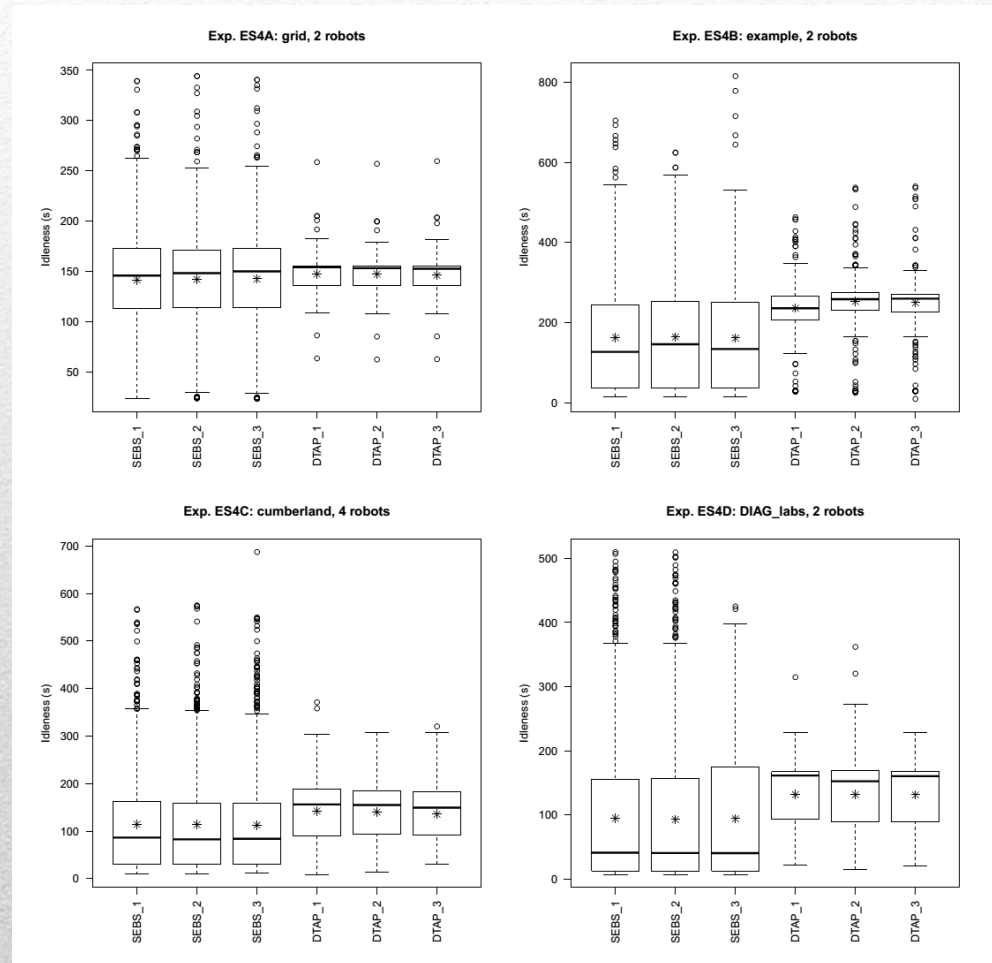 Exp. ES4A: grid, 2 robots
Idleness (s)
350
300
250
200
150
100
50
SEBS_1
SEBS_2
SEBS_3
DTAP_1
DTAP_2
DTAP_3
Exp. ES4B: example, 2 robots
Idleness (s)
800
600
400
200
0
SEBS_1
SEBS_2
SEBS_3
DTAP_1
DTAP_2
DTAP_3
Exp. ES4C: cumberland, 4 robots
Idleness (s)
700
600
500
400
300
200
100
0
SEBS_1
SEBS_2
SEBS_3
DTAP_1
DTAP_2
DTAP_3
Exp. ES4D: DIAG_labs, 2 robots
Idleness (s)
500
400
300
200
100
0
SEBS_1
SEBS_2
SEBS_3
DTAP_1
DTAP_2
DTAP_3